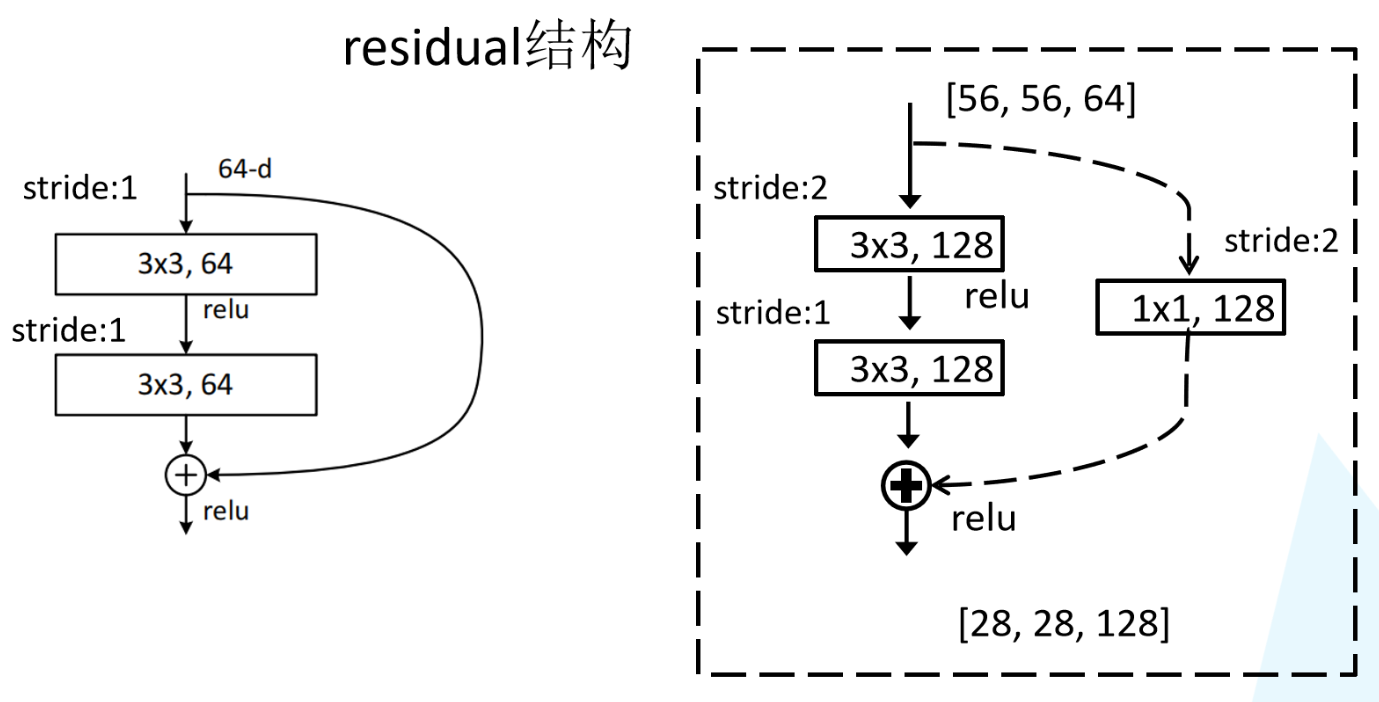 residual结构
64-d
stride:1
3x3, 64
relu
stride:1
3x3, 64
relu
[56, 56, 64]
stride:2
3x3, 128
stride:2
relu
1x1, 128
stride:1
3x3, 128
relu
[28, 28, 128]